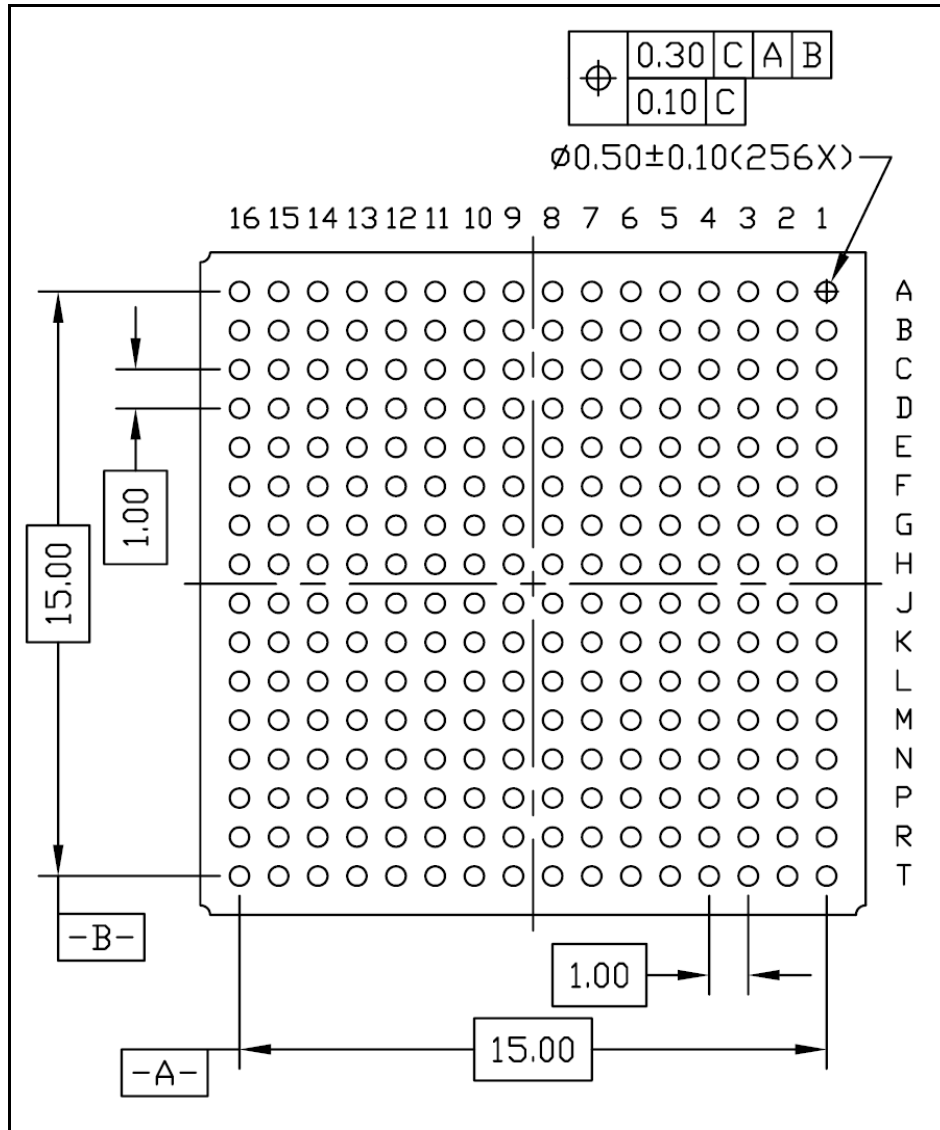 0.30 C A B
0.10 C
⌀0.50±0.10(256X)
16 15 14 13 12 11 10 9 8 7 6 5 4 3 2 1
A
B
C
D
E
F
G
H
J
K
L
M
N
P
R
T
1.00
15.00
-B-
1.00
15.00
-A-